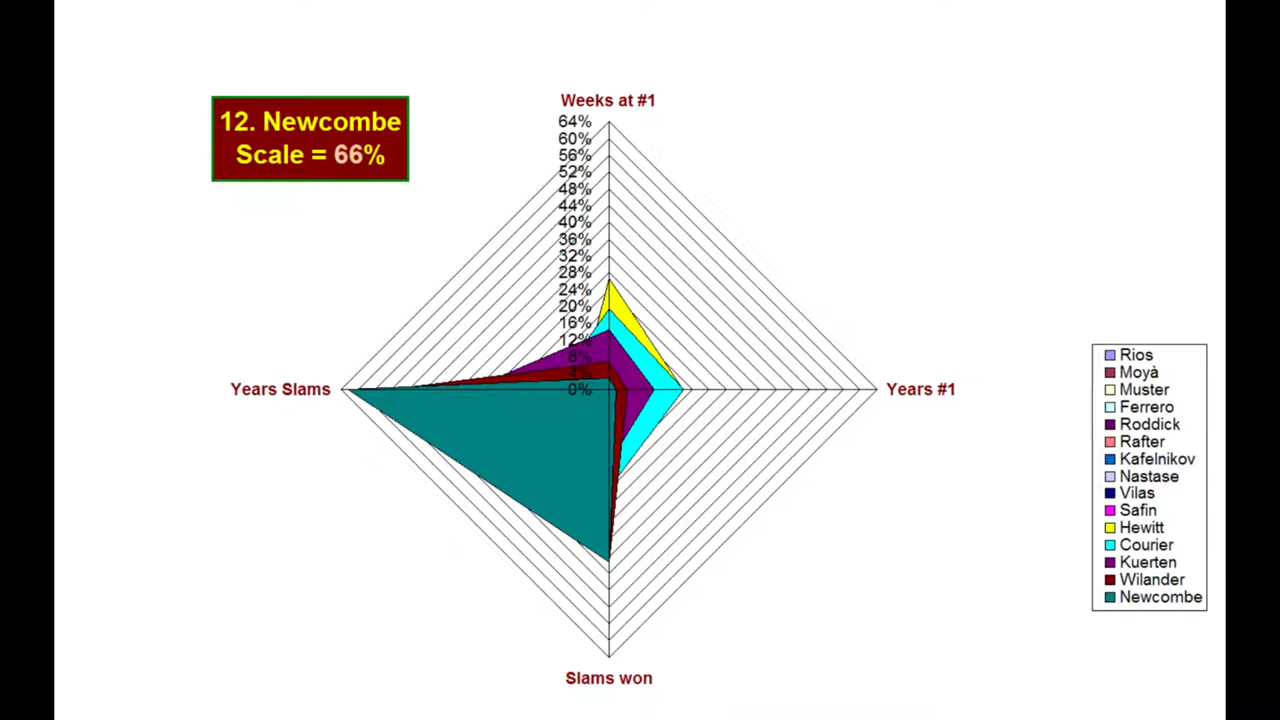 12. Newcombe
Scale = 66%
Weeks at #1
64%
60%
56%
52%
48%
44%
40%
36%
32%
28%
24%
20%
16%
12%
8%
4%
0%
Years Slams
Years #1
Slams won
Rios
Moyà
Muster
Ferrero
Roddick
Rafter
Kafelnikov
Nastase
Vilas
Safin
Hewitt
Courier
Kuerten
Wilander
Newcombe